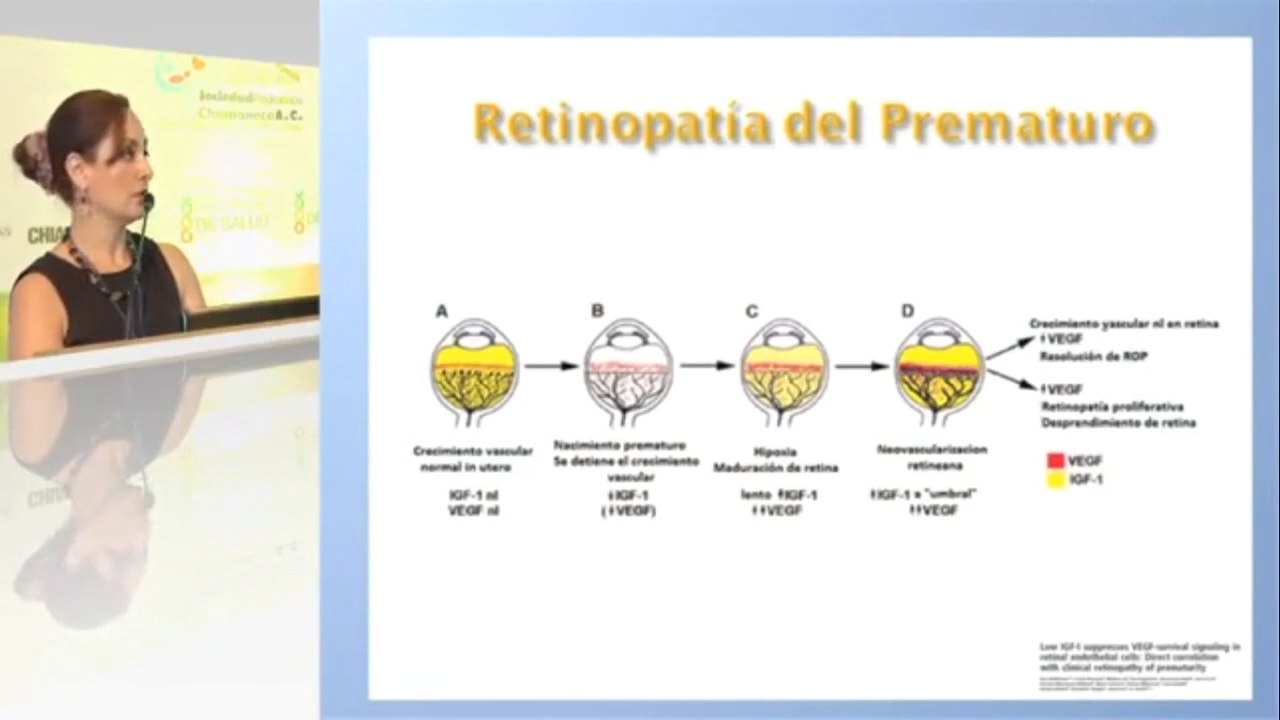 Retinopatía del Prematuro
Sociedad
Chiapaneca A.C.
CHIA
DE SALUD
A
B
C
D
Crecimiento vascular
normal in utero
IGF-1 nl
VEGF nl
Nacimiento prematuro
Se detiene el crecimiento
vascular
IGF-1
VEGF)
Hipoxia
Maduración de retina
lento ↑IGF-1
↑↑VEGF
Neovascularizacion
retineana
↑IGF-1 a "umbral"
↑↑VEGF
Crecimiento vascular nl en retina
VEGF
Resolución de ROP
VEGF
Retinopatía proliferativa
Desprendimiento de retina
VEGF
IGF-1
Low IGF-I suppresses VEGF-survival signaling in
retinal endothelial cells: Direct correlation
with clinical retinopathy of prematurity